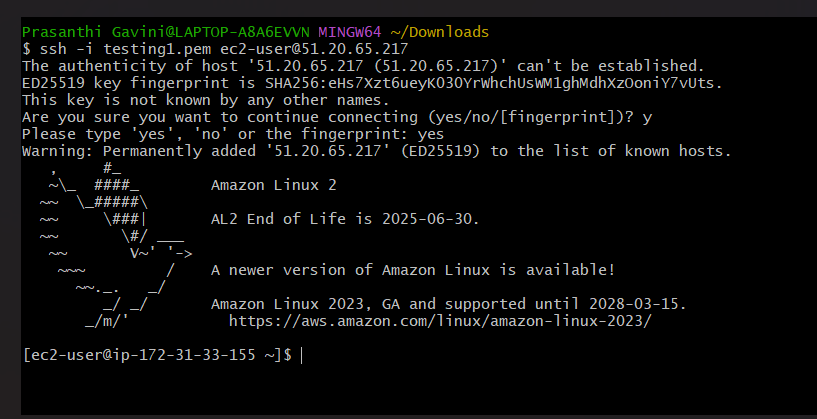 Prasanthi Gavini@LAPTOP-A8A6EVVN MINGW64 ~/Downloads
$ ssh -i testing1.pem ec2-user@51.20.65.217
The authenticity of host '51.20.65.217 (51.20.65.217)' can't be established.
ED25519 key fingerprint is SHA256:eHs7Xzt6ueyK030YrWhchUsWM1ghMdhXzOoniY7vUts.
This key is not known by any other names.
Are you sure you want to continue connecting (yes/no/[fingerprint])? y
Please type 'yes', 'no' or the fingerprint: yes
Warning: Permanently added '51.20.65.217' (ED25519) to the list of known hosts.
   ,     #_
   ~\_  ####_        Amazon Linux 2
  ~~  \_#####\
  ~~     \###|       AL2 End of Life is 2025-06-30.
  ~~       \#/ ___
   ~~       V~' '->
    ~~~         /    A newer version of Amazon Linux is available!
      ~~._.   _/
         _/ _/       Amazon Linux 2023, GA and supported until 2028-03-15.
       _/m/'           https://aws.amazon.com/linux/amazon-linux-2023/
[ec2-user@ip-172-31-33-155 ~]$